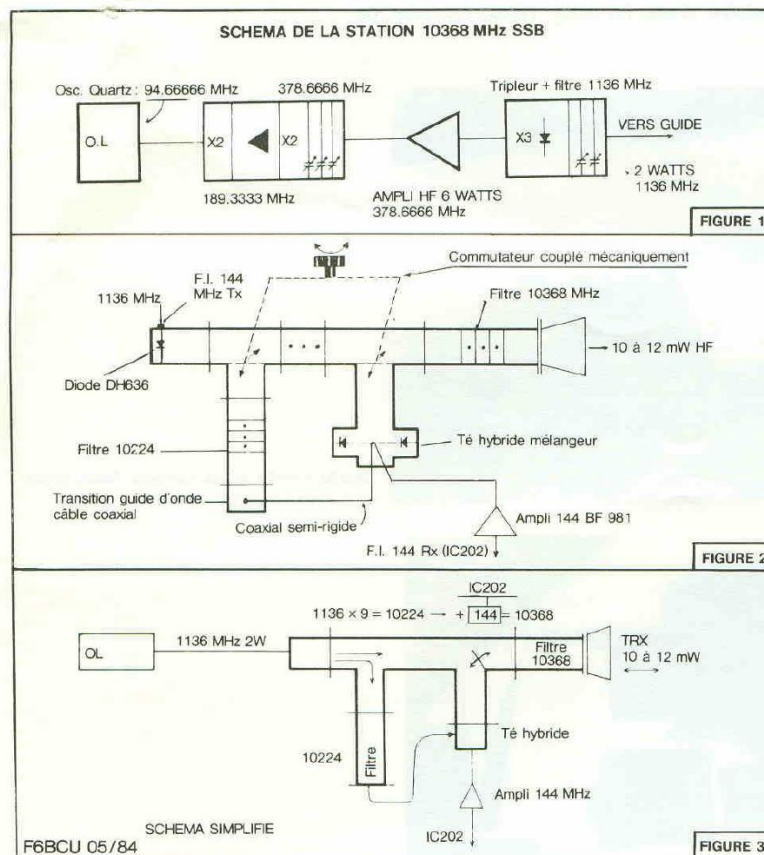 SCHEMA DE LA STATION 10368 MHz SSB
Osc. Quartz : 94.66666 MHz
378.6666 MHz
Tripleur + filtre 1136 MHz
O.L
X2
X2
X3
VERS GUIDE
189.3333 MHz
AMPLI HF 6 WATTS
378.6666 MHz
2 WATTS
1136 MHz
FIGURE 1
Commutateur couplé mécaniquement
F.I. 144
MHz Tx
1136 MHz
Filtre 10368 MHz
10 à 12 mW HF
Diode DH636
Filtre 10224
Té hybride mélangeur
Transition guide d'onde
câble coaxial
Coaxial semi-rigide
Ampli 144 BF 981
F.I. 144 Rx (IC202)
FIGURE 2
IC202
1136 × 9 = 10224 → + 144 = 10368
OL
1136 MHz 2W
Filtre
10368
TRX
10 à 12 mW
Té hybride
10224
Filtre
Ampli 144 MHz
SCHEMA SIMPLIFIE
IC202
F6BCU 05/84
FIGURE 3